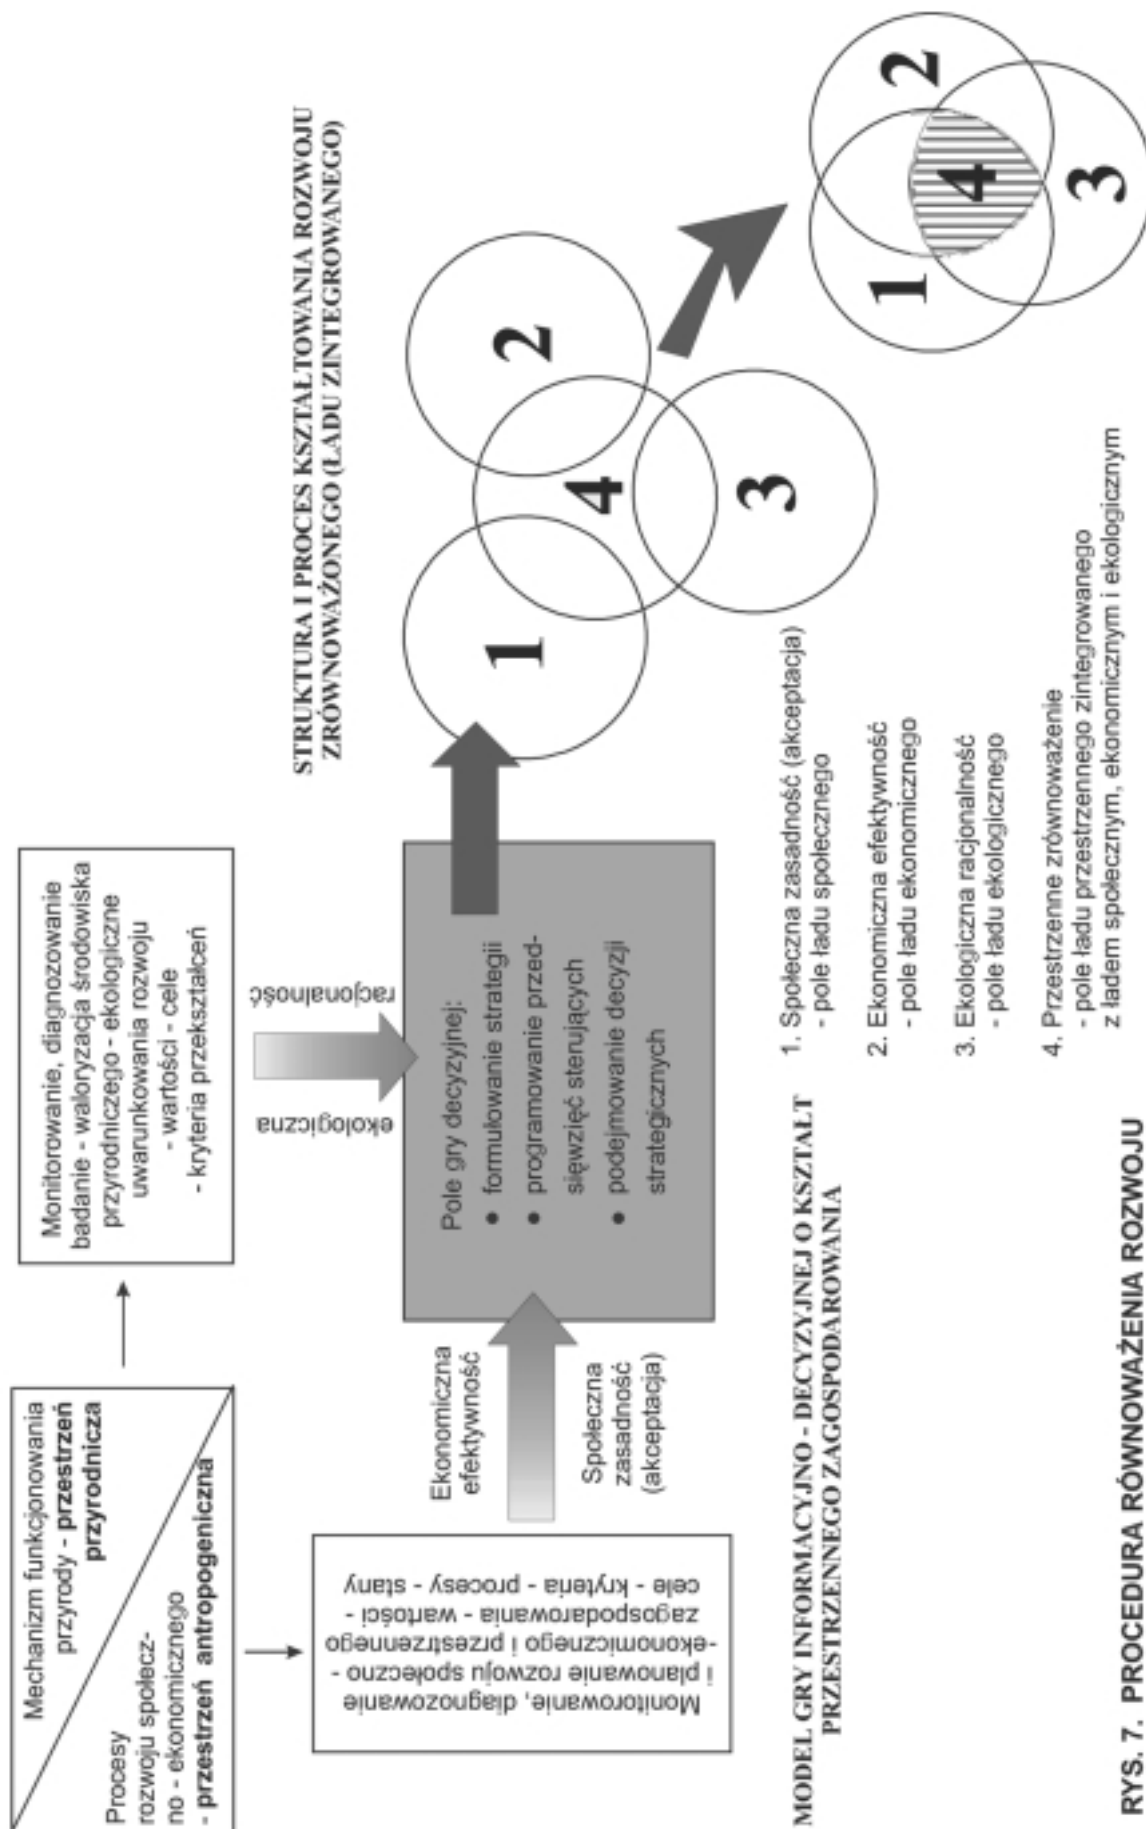 Mechanizm funkcjonowania
przyrody - przestrzeń
przyrodnicza
Procesy
rozwoju społecz-
no - ekonomicznego
- przestrzeń antropogeniczna
Monitorowanie, diagnozowanie
badanie - waloryzacja środowiska
przyrodniczego - ekologiczne
uwarunkowania rozwoju
- wartości - cele
- kryteria przekształceń
Monitorowanie, diagnozowanie
i planowanie rozwoju społeczno -
-ekonomicznego i przestrzennego
zagospodarowania - wartości -
cele - kryteria - procesy - stany
Ekonomiczna
efektywność
Społeczna
zasadność
(akceptacja)
ekologiczna
racjonalność
Pole gry decyzyjnej:
● formułowanie strategii
● programowanie przed-
sięwzięć sterujących
● podejmowanie decyzji
strategicznych
STRUKTURA I PROCES KSZTAŁTOWANIA ROZWOJU
ZRÓWNOWAŻONEGO (ŁADU ZINTEGROWANEGO)
1
2
4
3
1
2
4
3
MODEL GRY INFORMACYJNO - DECYZYJNEJ O KSZTAŁT
PRZESTRZENNEGO ZAGOSPODAROWANIA
1. Społeczna zasadność (akceptacja)
- pole ładu społecznego
2. Ekonomiczna efektywność
- pole ładu ekonomicznego
3. Ekologiczna racjonalność
- pole ładu ekologicznego
4. Przestrzenne zrównoważenie
- pole ładu przestrzennego zintegrowanego
z ładem społecznym, ekonomicznym i ekologicznym
RYS. 7. PROCEDURA RÓWNOWAŻENIA ROZWOJU